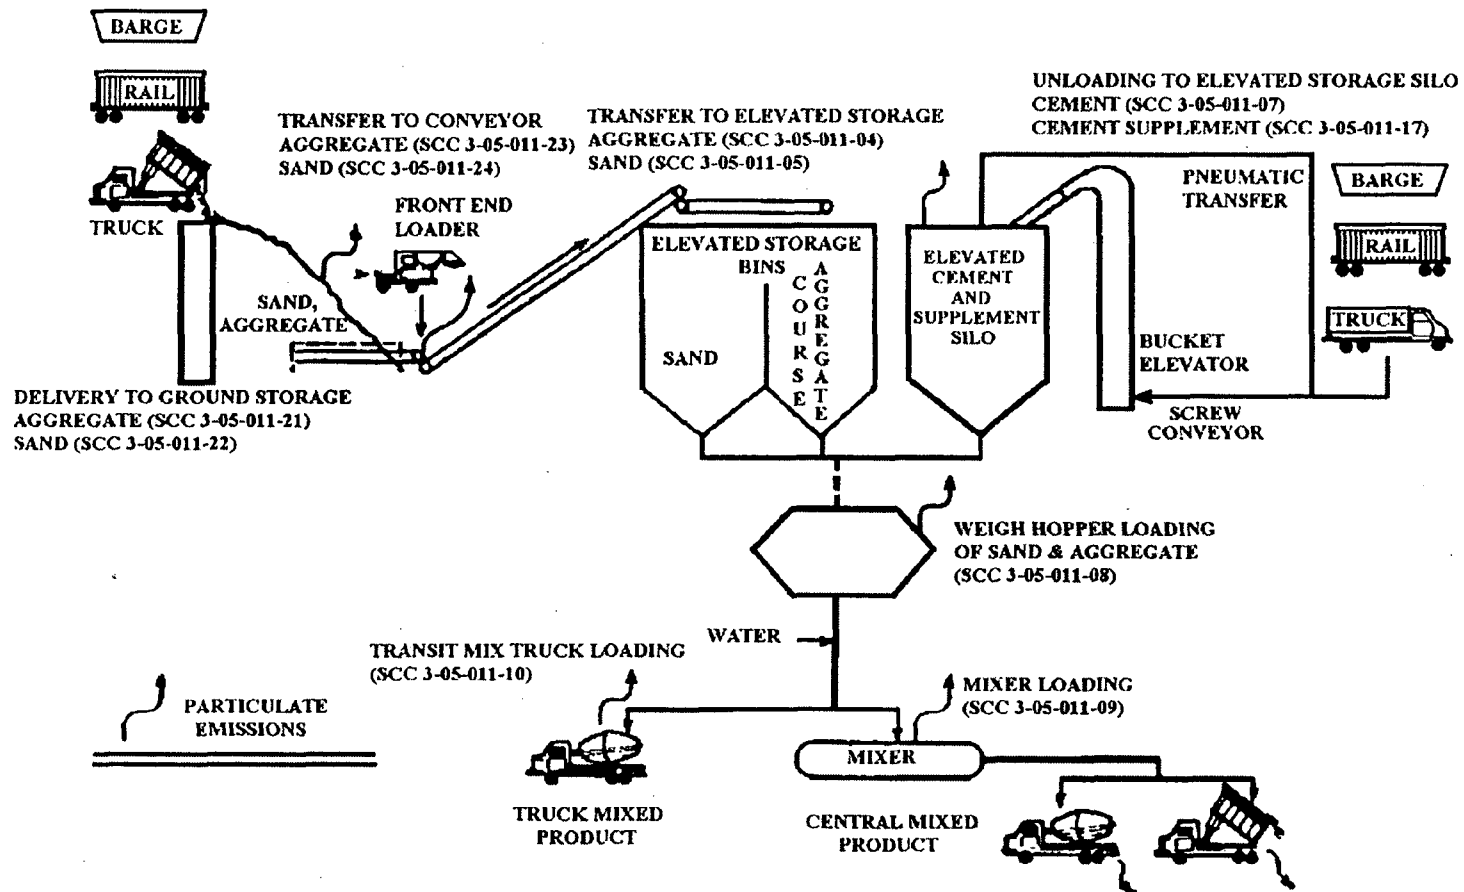 BARGE
RAIL
TRUCK
TRANSFER TO CONVEYOR
AGGREGATE (SCC 3-05-011-23)
SAND (SCC 3-05-011-24)
FRONT END
LOADER
SAND,
AGGREGATE
DELIVERY TO GROUND STORAGE
AGGREGATE (SCC 3-05-011-21)
SAND (SCC 3-05-011-22)
TRANSFER TO ELEVATED STORAGE
AGGREGATE (SCC 3-05-011-04)
SAND (SCC 3-05-011-05)
ELEVATED STORAGE
BINS
SAND
COURSE
AGGREGATE
UNLOADING TO ELEVATED STORAGE SILO
CEMENT (SCC 3-05-011-07)
CEMENT SUPPLEMENT (SCC 3-05-011-17)
PNEUMATIC
TRANSFER
BARGE
RAIL
TRUCK
ELEVATED
CEMENT
AND
SUPPLEMENT
SILO
BUCKET
ELEVATOR
SCREW
CONVEYOR
WEIGH HOPPER LOADING
OF SAND & AGGREGATE
(SCC 3-05-011-08)
WATER
TRANSIT MIX TRUCK LOADING
(SCC 3-05-011-10)
MIXER LOADING
(SCC 3-05-011-09)
PARTICULATE
EMISSIONS
MIXER
TRUCK MIXED
PRODUCT
CENTRAL MIXED
PRODUCT